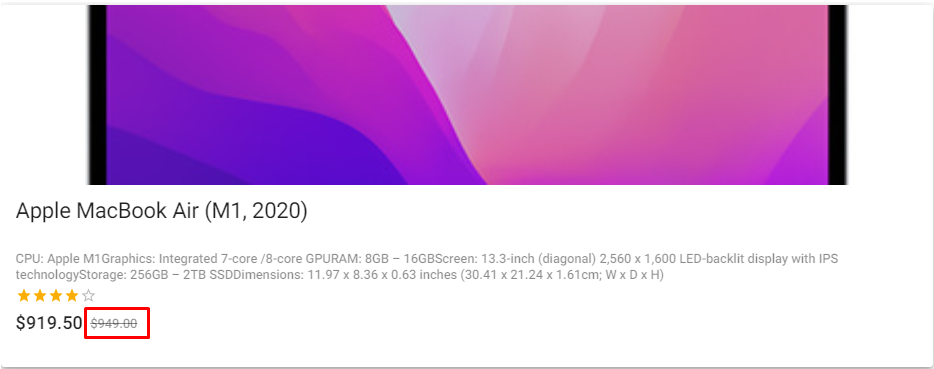 Apple MacBook Air (M1, 2020)
CPU: Apple M1Graphics: Integrated 7-core /8-core GPURAM: 8GB – 16GBScreen: 13.3-inch (diagonal) 2,560 x 1,600 LED-backlit display with IPS
technologyStorage: 256GB – 2TB SSDDimensions: 11.97 x 8.36 x 0.63 inches (30.41 x 21.24 x 1.61cm; W x D x H)
$919.50 $949.00